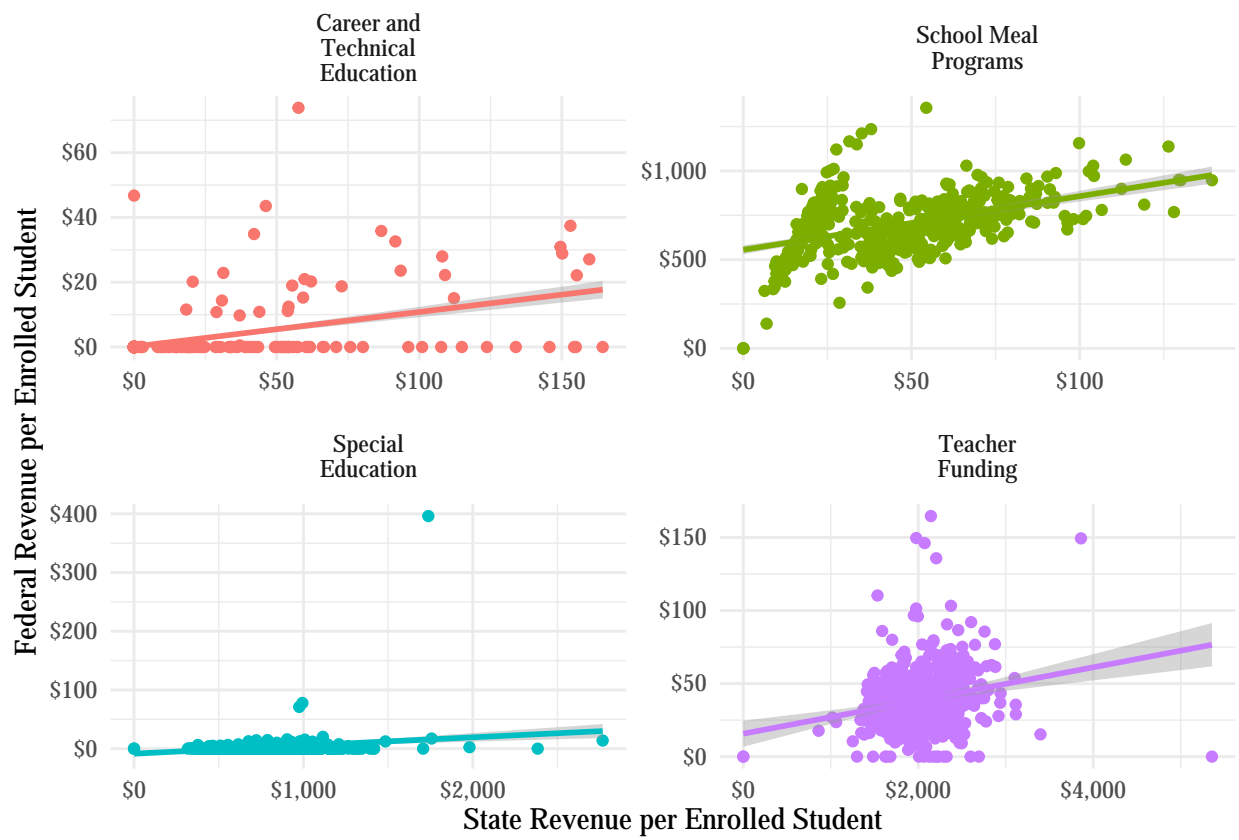 Career and
Technical
Education
School Meal
Programs
$60
$40
$20
$0
$0
$50
$100
$150
$1,000
$500
$0
$0
$50
$100
Special
Education
Teacher
Funding
$400
$300
$200
$100
$0
$0
$1,000
$2,000
$150
$100
$50
$0
$0
$2,000
$4,000
Federal Revenue per Enrolled Student
State Revenue per Enrolled Student